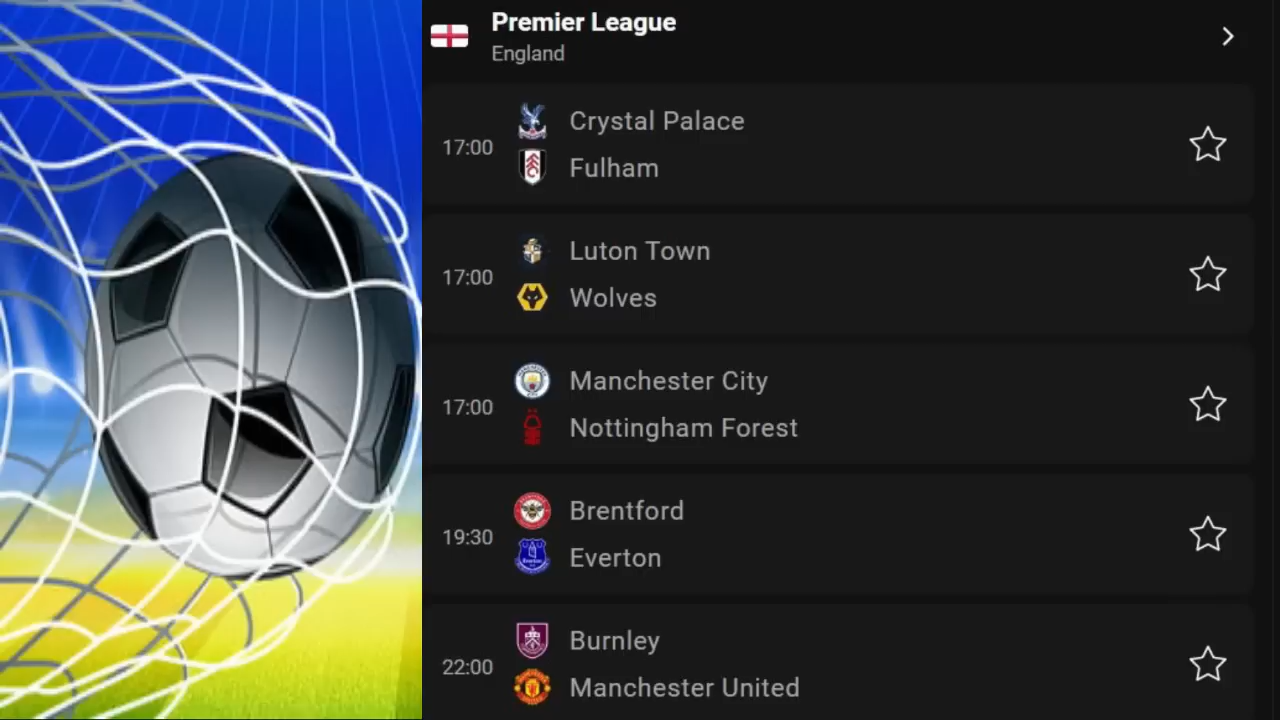 Premier League
England
17:00
Crystal Palace
Fulham
17:00
Luton Town
Wolves
17:00
Manchester City
Nottingham Forest
19:30
Brentford
Everton
22:00
Burnley
Manchester United